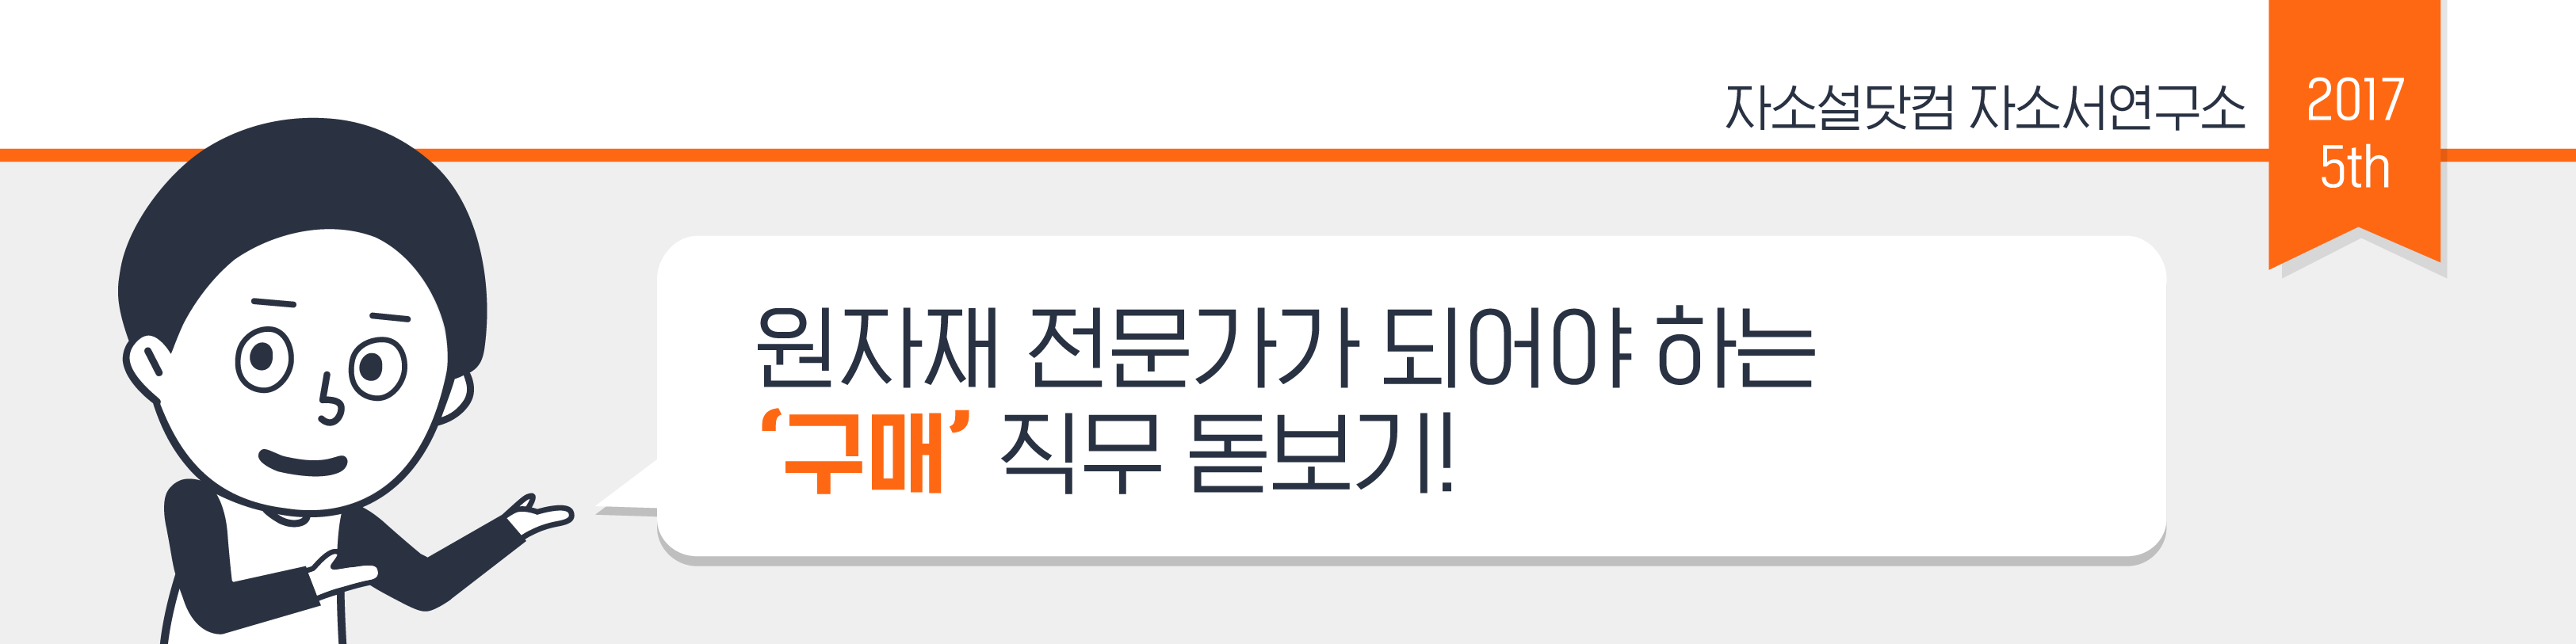 자소설닷컴 자소서연구소
2017
5th
원자재 전문가가 되어야 하는
‘구매’ 직무 돋보기!